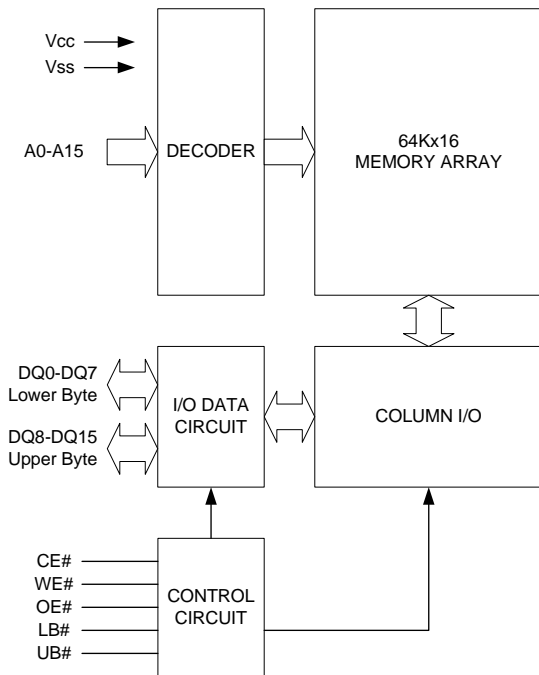 Vcc
Vss
A0-A15
DECODER
64Kx16
MEMORY ARRAY
DQ0-DQ7
Lower Byte
DQ8-DQ15
Upper Byte
I/O DATA
CIRCUIT
COLUMN I/O
CE#
WE#
OE#
LB#
UB#
CONTROL
CIRCUIT